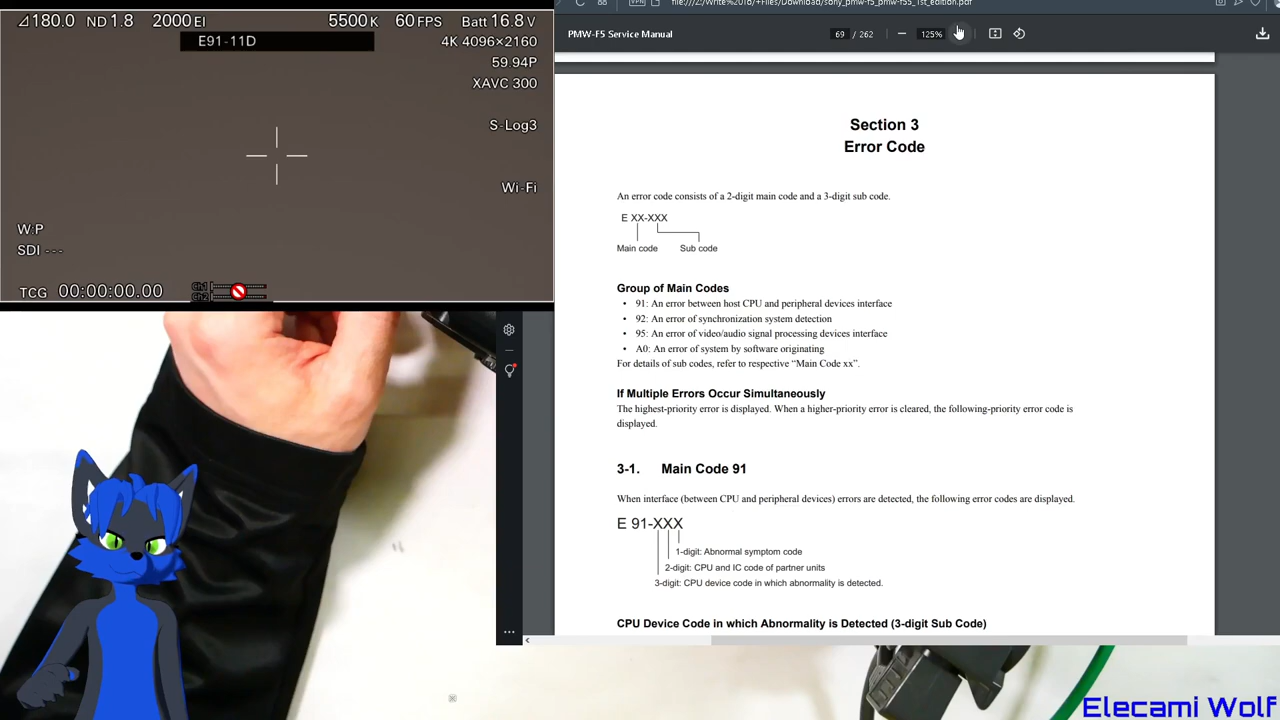 ⊿180.0 ND 1.8 2000EI 5500K 60FPS Batt 16.8V
E91-11D
4K 4096×2160
59.94P
XAVC 300
S-Log3
Wi-Fi
W:P
SDI ---
TCG 00:00:00.00
Ch1
Ch2
PMW-F5 Service Manual
69 / 262
125%
Section 3
Error Code
An error code consists of a 2-digit main code and a 3-digit sub code.
E XX-XXX
Main code Sub code
Group of Main Codes
• 91: An error between host CPU and peripheral devices interface
• 92: An error of synchronization system detection
• 95: An error of video/audio signal processing devices interface
• A0: An error of system by software originating
For details of sub codes, refer to respective “Main Code xx”.
If Multiple Errors Occur Simultaneously
The highest-priority error is displayed. When a higher-priority error is cleared, the following-priority error code is
displayed.
3-1. Main Code 91
When interface (between CPU and peripheral devices) errors are detected, the following error codes are displayed.
E 91-XXX
1-digit: Abnormal symptom code
2-digit: CPU and IC code of partner units
3-digit: CPU device code in which abnormality is detected.
CPU Device Code in which Abnormality is Detected (3-digit Sub Code)
Elecami Wolf